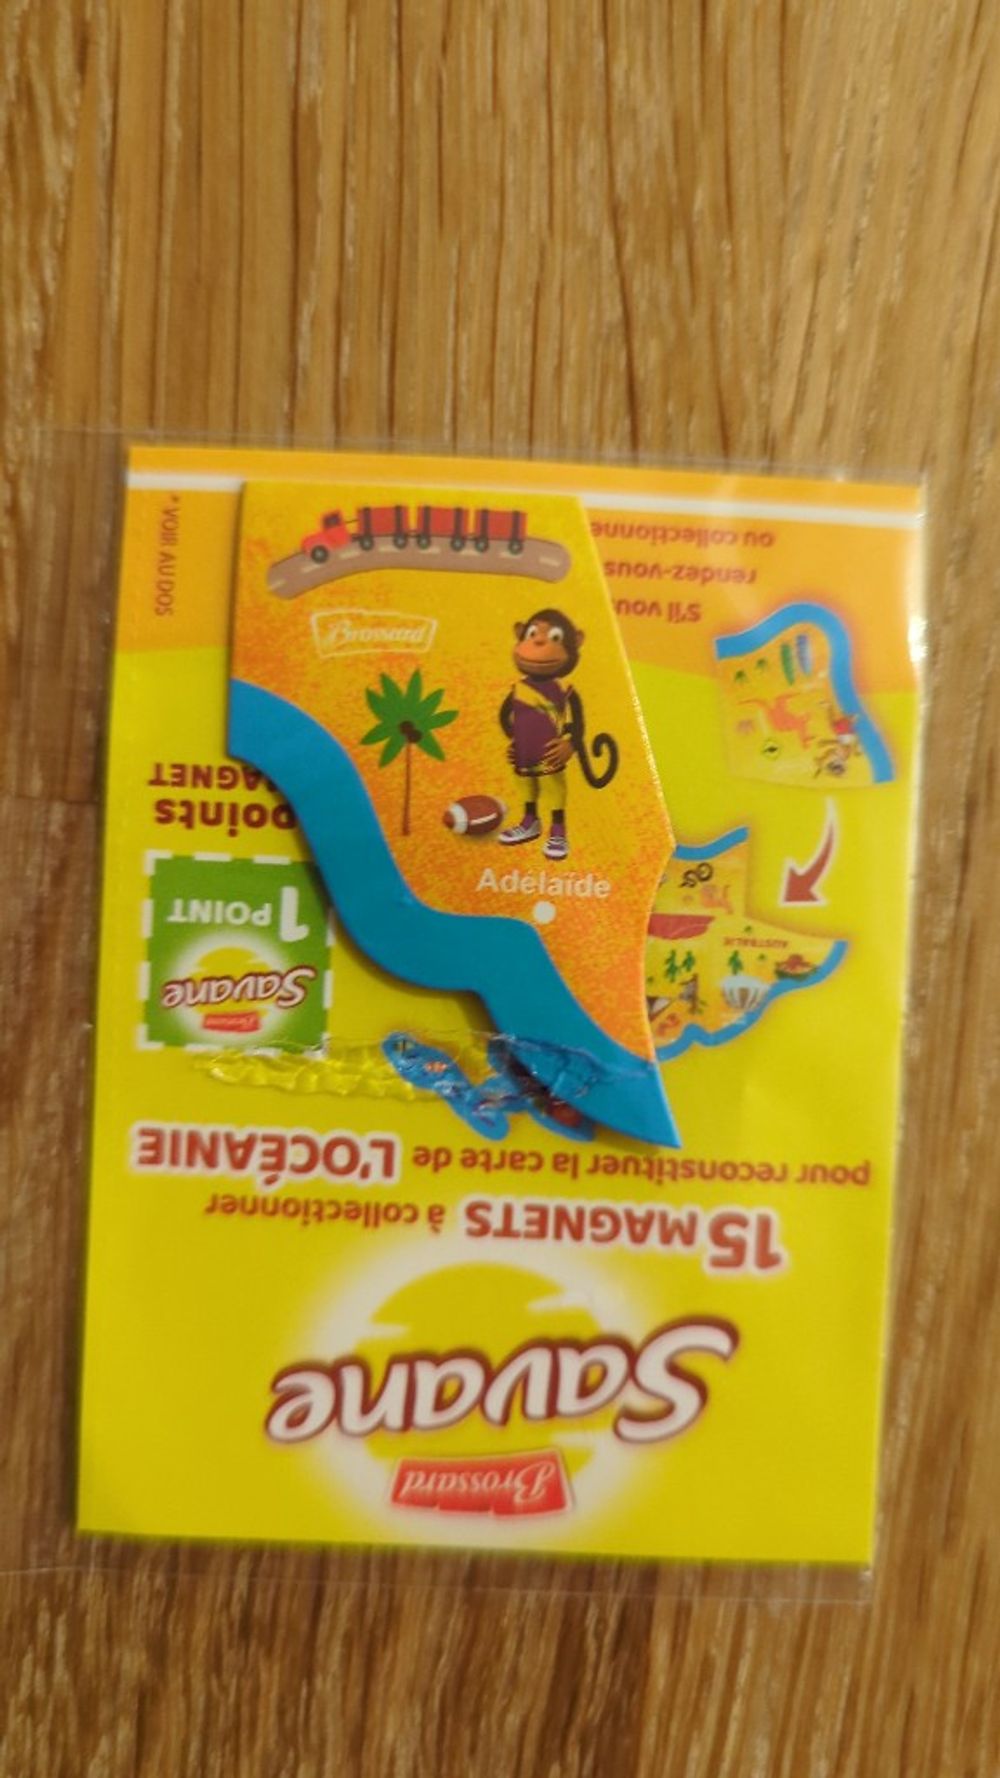 Brossard
Adélaïde
Brossard
Savane
15 MAGNETS à collectionner
pour reconstituer la carte de L'OCÉANIE
Brossard
Savane
1 POINT
points
AUSTRALIE
S'il vous
rendez-vous
ou collectionne
* VOIR AU DOS